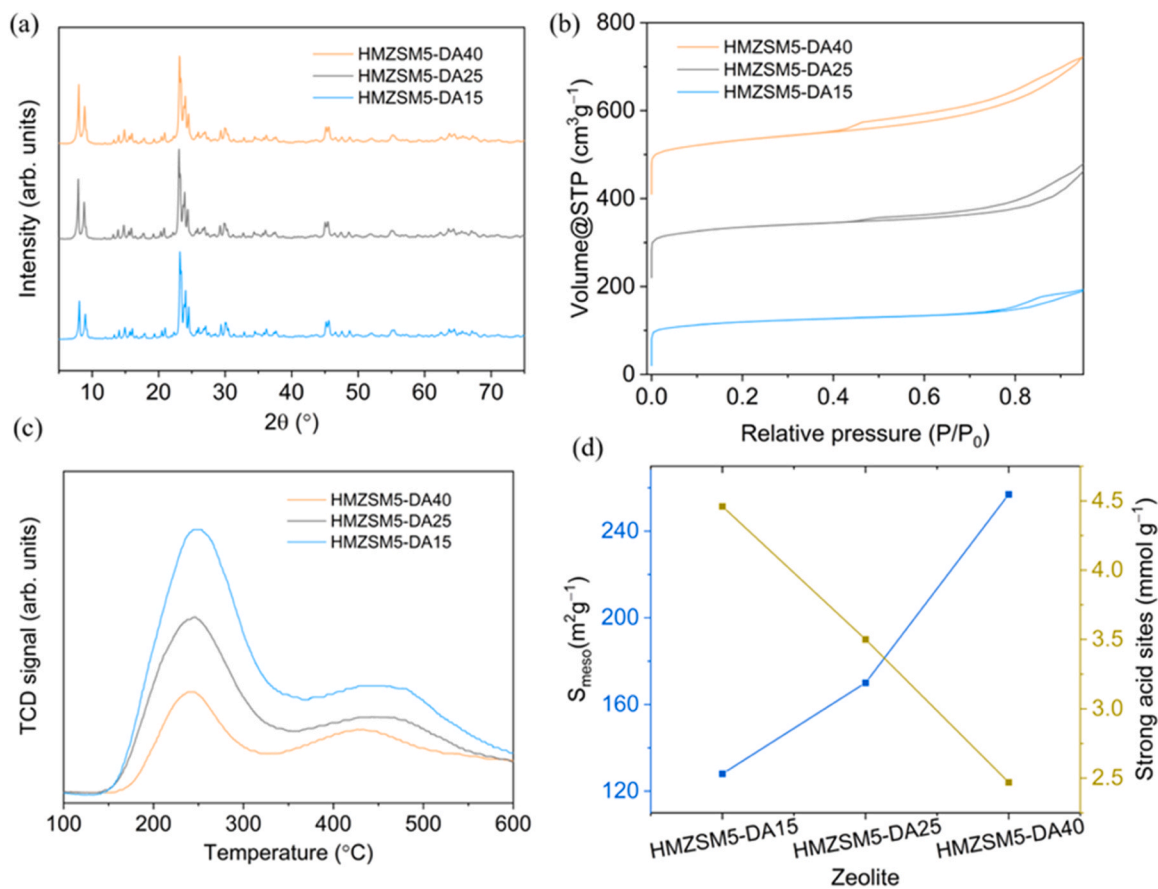 (a)
HMZSM5-DA40
HMZSM5-DA25
HMZSM5-DA15
Intensity (arb. units)
10 20 30 40 50 60 70
2θ (°)
(b)
800
600
400
200
0
HMZSM5-DA40
HMZSM5-DA25
HMZSM5-DA15
Volume@STP (cm³g⁻¹)
0.0 0.2 0.4 0.6 0.8
Relative pressure (P/P₀)
(c)
HMZSM5-DA40
HMZSM5-DA25
HMZSM5-DA15
TCD signal (arb. units)
100 200 300 400 500 600
Temperature (°C)
(d)
240
200
160
120
Sₘₑₛₒ(m²g⁻¹)
4.5
4.0
3.5
3.0
2.5
Strong acid sites (mmol g⁻¹)
HMZSM5-DA15 HMZSM5-DA25 HMZSM5-DA40
Zeolite